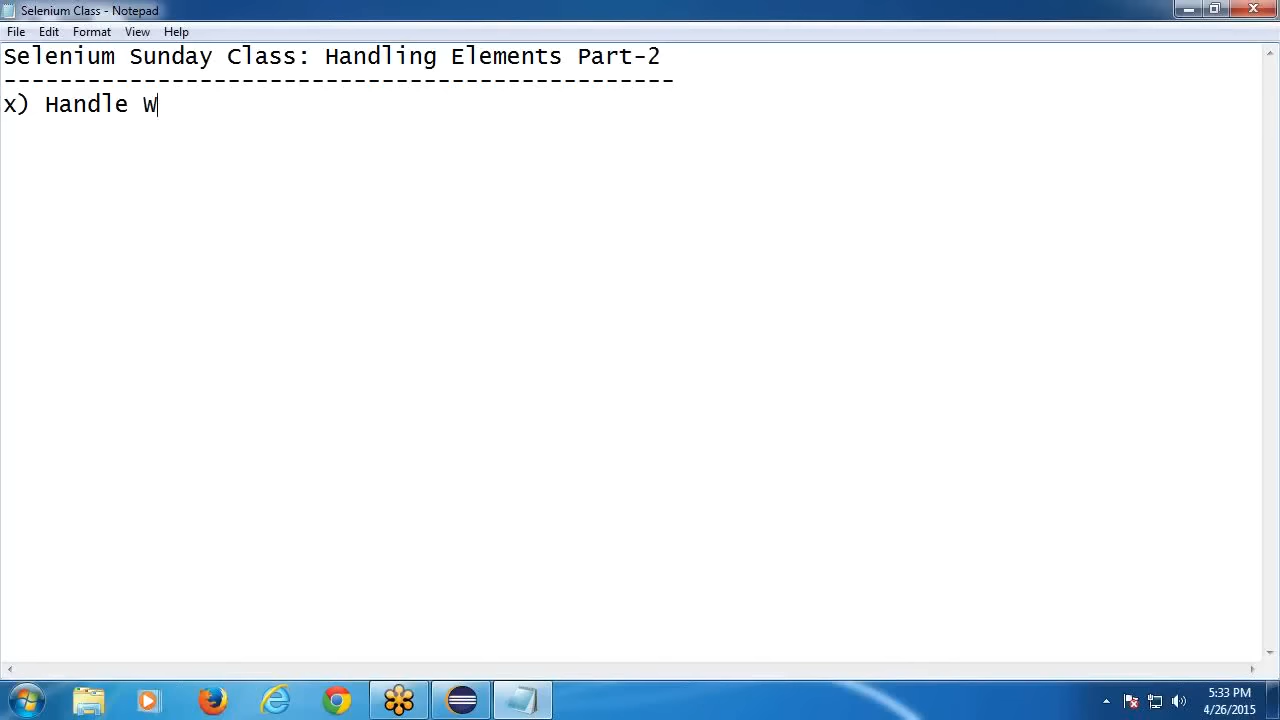 Selenium Class - Notepad
File Edit Format View Help
Selenium Sunday Class: Handling Elements Part-2
------------------------------------------------
x) Handle W
5:33 PM
4/26/2015